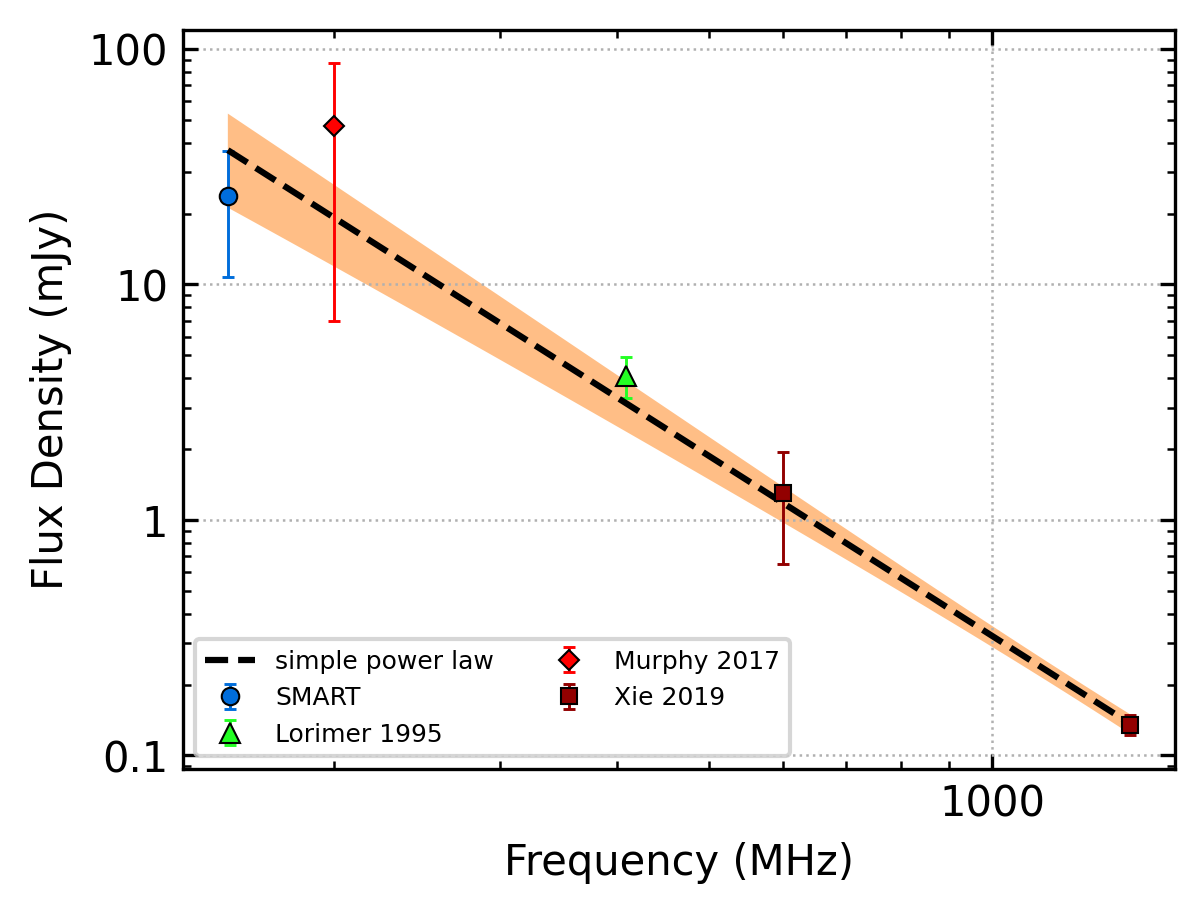 100
10
1
0.1
Flux Density (mJy)
simple power law
SMART
Lorimer 1995
Murphy 2017
Xie 2019
1000
Frequency (MHz)